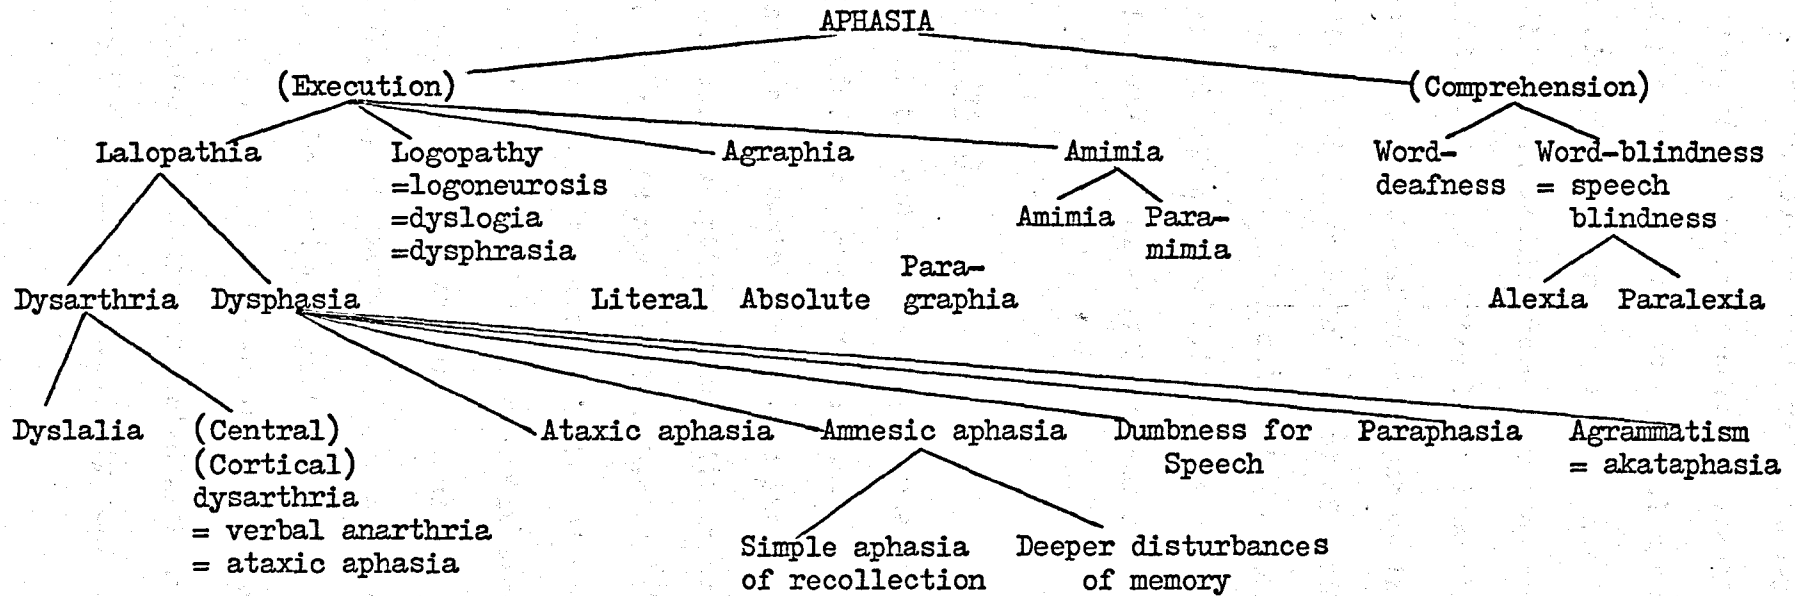 APHASIA
(Execution) (Comprehension)
Lalopathia Logopathy Agraphia Amimia Word- Word-blindness
=logoneurosis deafness = speech
=dyslogia Amimia Para- blindness
=dysphrasia mimia
Para-
Dysarthria Dysphasia Literal Absolute graphia Alexia Paralexia
Dyslalia (Central) Ataxic aphasia Amnesic aphasia Dumbness for Paraphasia Agrammatism
(Cortical) Speech = akataphasia
dysarthria
= verbal anarthria
Simple aphasia Deeper disturbances
= ataxic aphasia
of recollection of memory